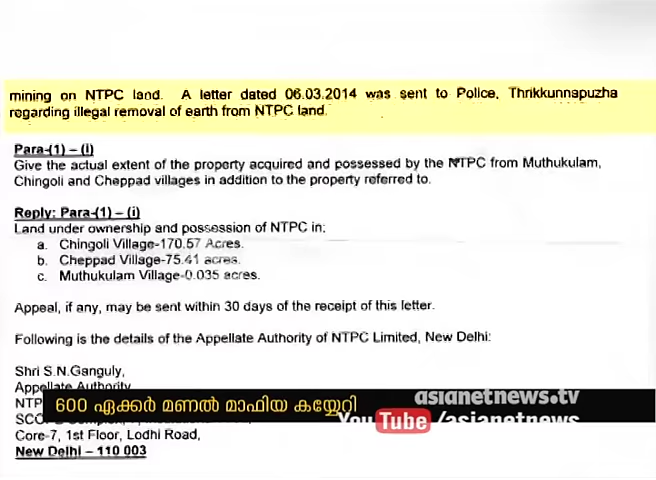 mining on NTPC land. A letter dated 06.03.2014 was sent to Police, Thrikkunnapuzha
regarding illegal removal of earth from NTPC land.
Para-(1) – (i)
Give the actual extent of the property acquired and possessed by the NTPC from Muthukulam,
Chingoli and Cheppad villages in addition to the property referred to.
Reply: Para-(1) – (i)
Land under ownership and possession of NTPC in:
a. Chingoli Village-170.57 Acres.
b. Cheppad Village-75.41 acres.
c. Muthukulam Village-0.035 acres.
Appeal, if any, may be sent within 30 days of the receipt of this letter.
Following is the details of the Appellate Authority of NTPC Limited, New Delhi:
Shri S.N.Ganguly,
Appellate Authority
NTP
600 ഏക്കർ മണൽ മാഫിയ കയ്യേറി
asianetnews.tv
YouTube /asianetnews
Core-7, 1st Floor, Lodhi Road,
New Delhi – 110 003